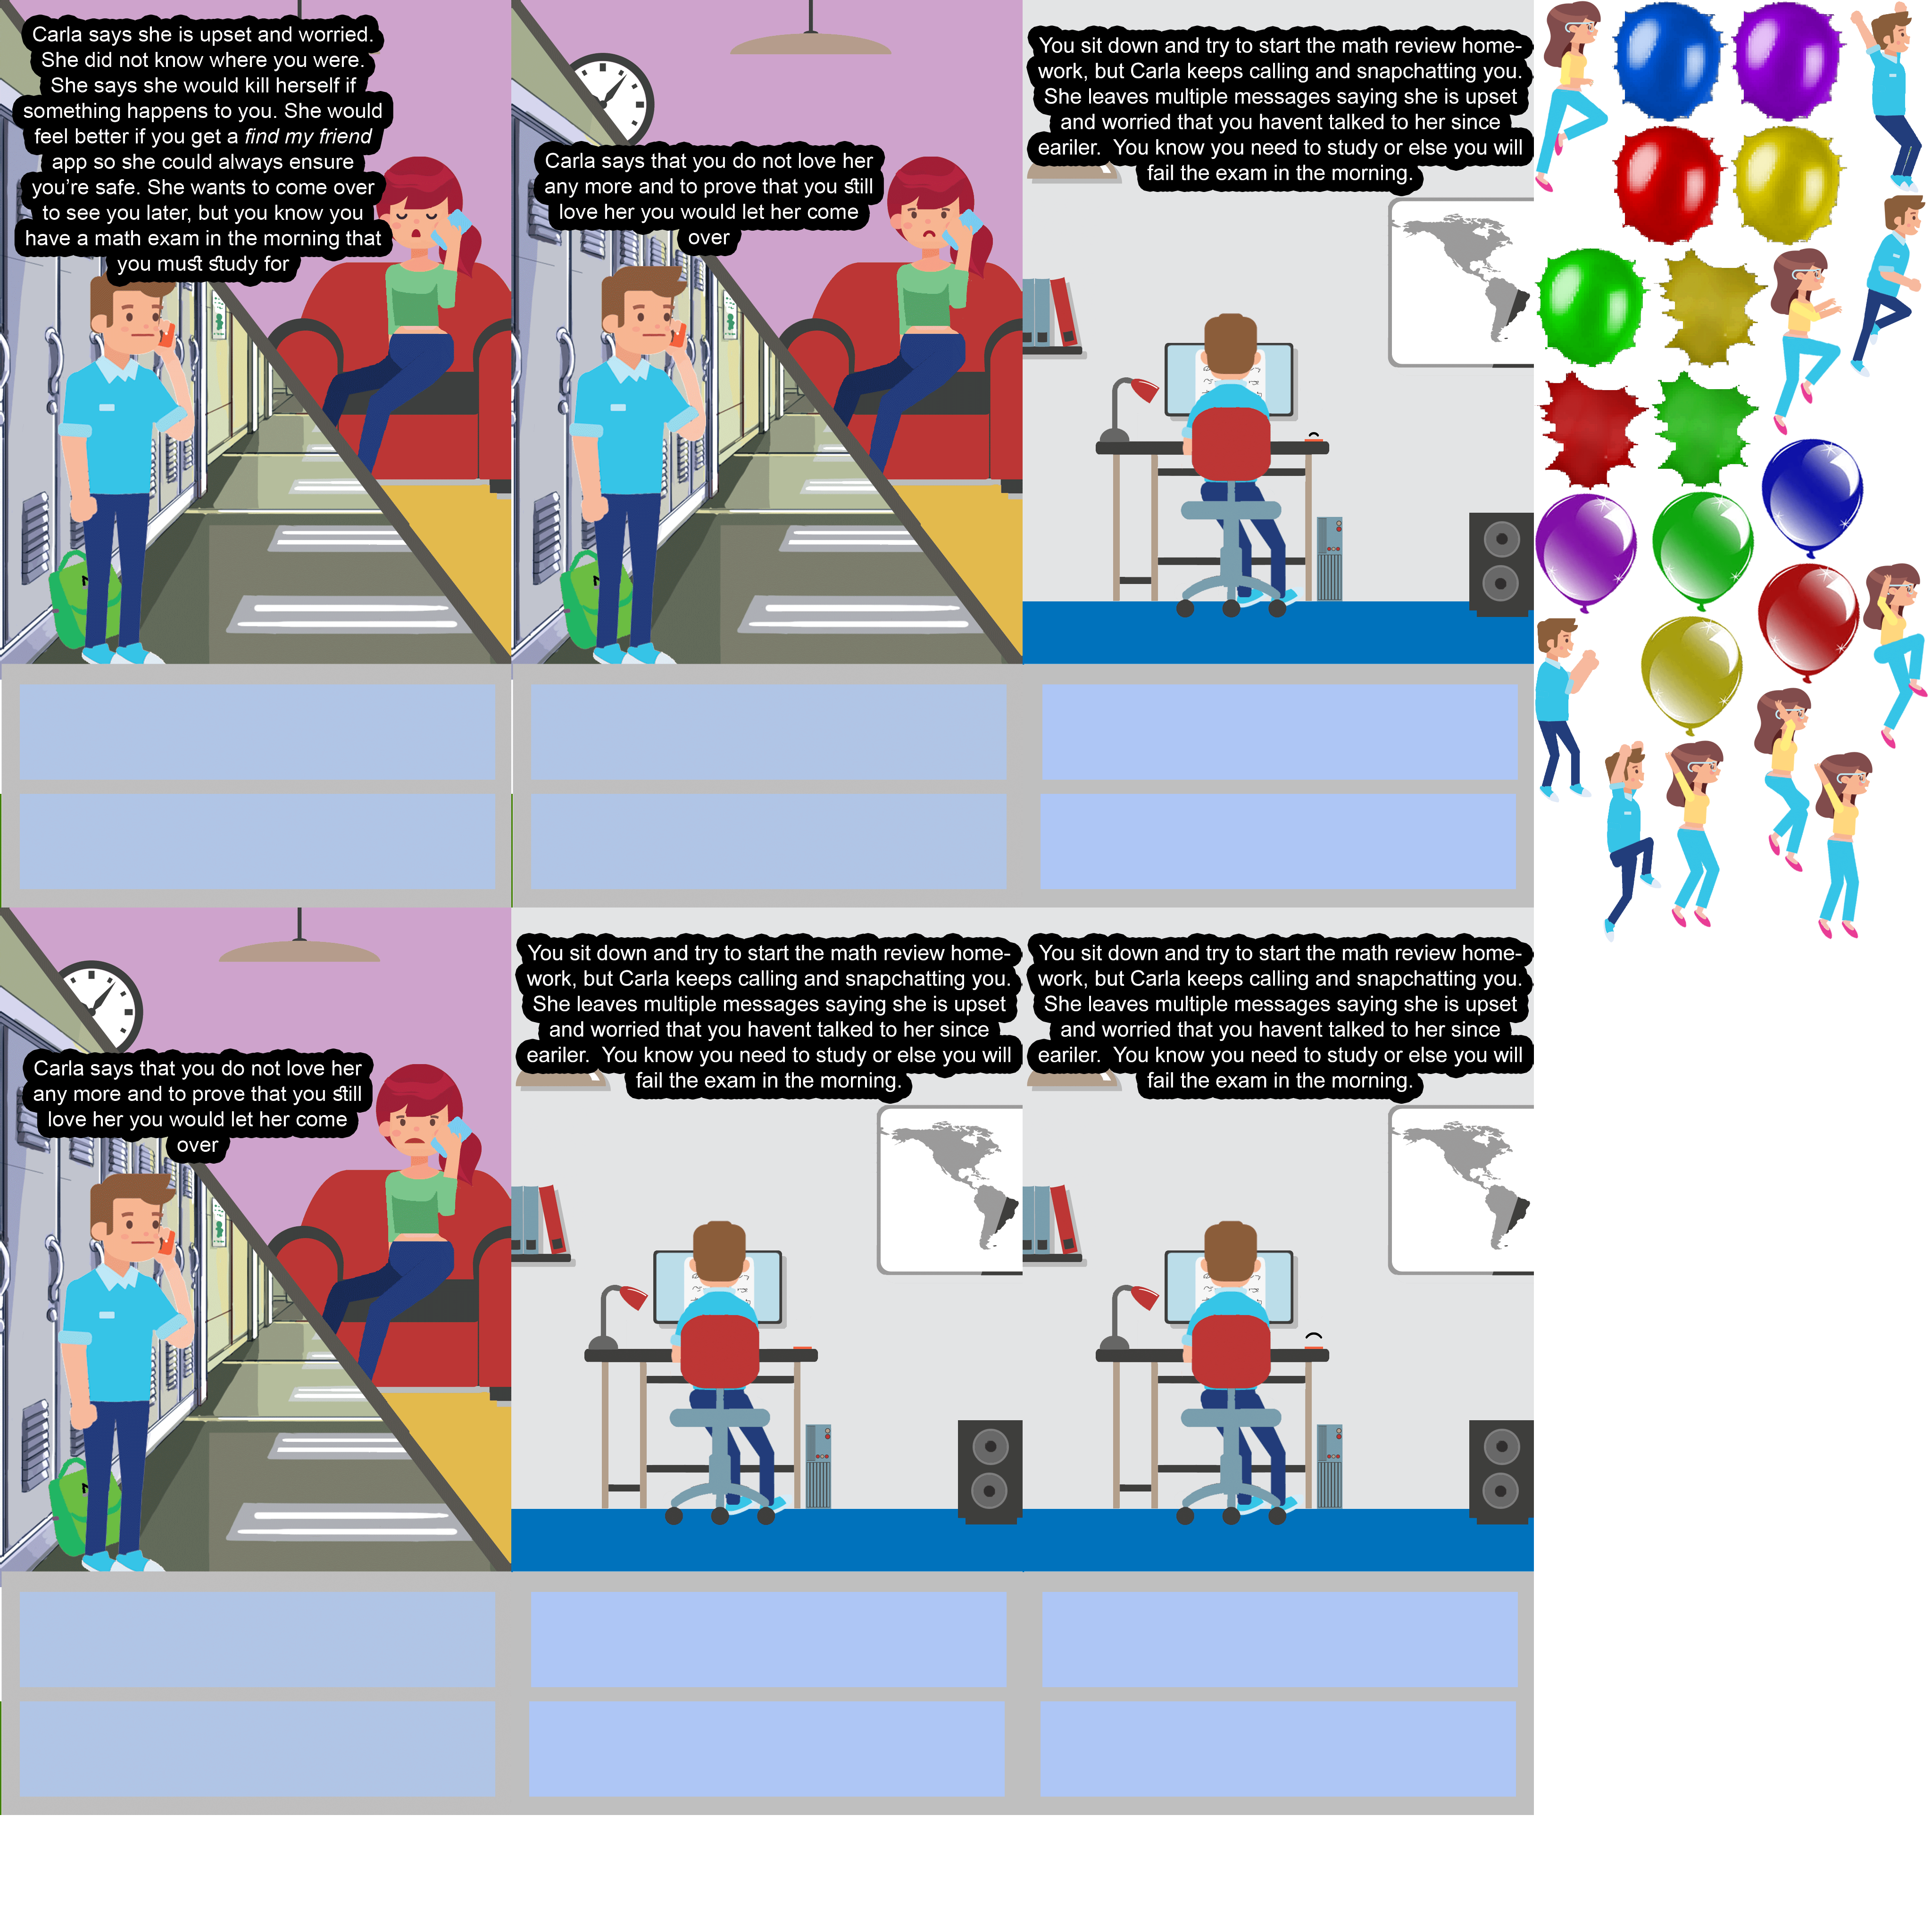 Carla says she is upset and worried.
She did not know where you were.
She says she would kill herself if
something happens to you. She would
feel better if you get a find my friend
app so she could always ensure
you're safe. She wants to come over
to see you later, but you know you
have a math exam in the morning that
you must study for
Carla says that you do not love her
any more and to prove that you still
love her you would let her come
over
You sit down and try to start the math review home-
work, but Carla keeps calling and snapchatting you.
She leaves multiple messages saying she is upset
and worried that you havent talked to her since
eariler. You know you need to study or else you will
fail the exam in the morning.
Carla says that you do not love her
any more and to prove that you still
love her you would let her come
over
You sit down and try to start the math review home-
work, but Carla keeps calling and snapchatting you.
She leaves multiple messages saying she is upset
and worried that you havent talked to her since
eariler. You know you need to study or else you will
fail the exam in the morning.
You sit down and try to start the math review home-
work, but Carla keeps calling and snapchatting you.
She leaves multiple messages saying she is upset
and worried that you havent talked to her since
eariler. You know you need to study or else you will
fail the exam in the morning.